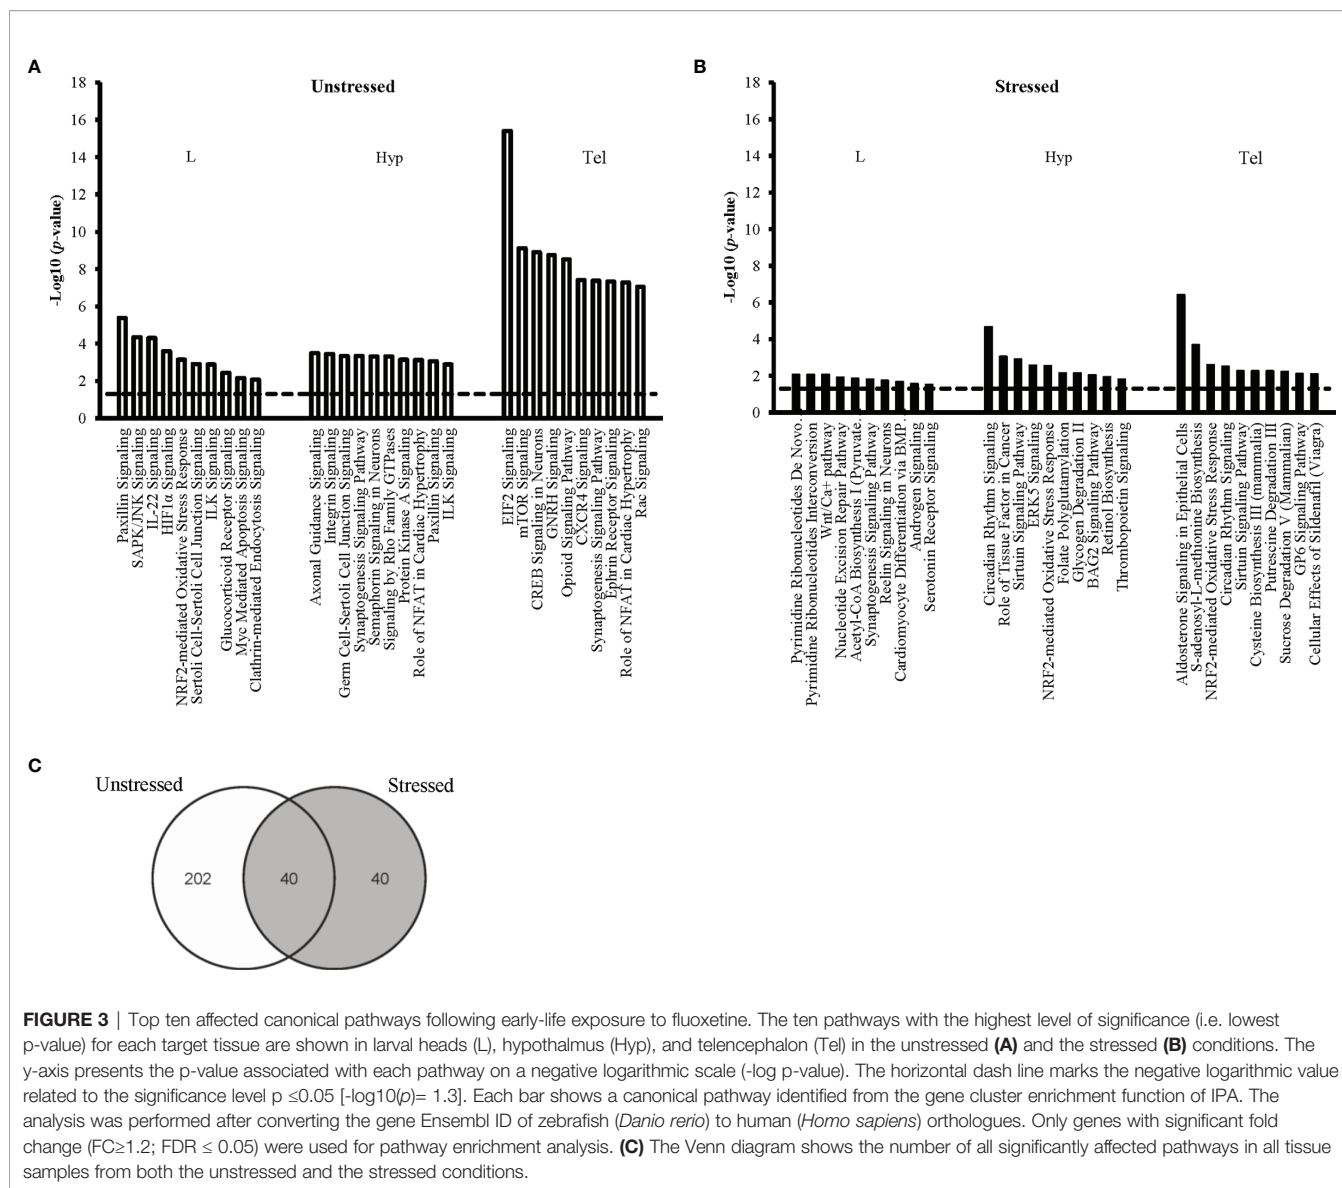 A
Unstressed
-Log10 (p-value)
18
16
14
12
10
8
6
4
2
0
L
Hyp
Tel
Paxillin Signaling
SAPK/JNK Signaling
IL-22 Signaling
HIF1α Signaling
NRF2-mediated Oxidative Stress Response
Sertoli Cell-Sertoli Cell Junction Signaling
ILK Signaling
Glucocorticoid Receptor Signaling
Myc Mediated Apoptosis Signaling
Clathrin-mediated Endocytosis Signaling
Axonal Guidance Signaling
Integrin Signaling
Germ Cell-Sertoli Cell Junction Signaling
Synaptogenesis Signaling Pathway
Semaphorin Signaling in Neurons
Signaling by Rho Family GTPases
Protein Kinase A Signaling
Role of NFAT in Cardiac Hypertrophy
Paxillin Signaling
ILK Signaling
EIF2 Signaling
mTOR Signaling
CREB Signaling in Neurons
GNRH Signaling
Opioid Signaling Pathway
CXCR4 Signaling
Synaptogenesis Signaling Pathway
Ephrin Receptor Signaling
Role of NFAT in Cardiac Hypertrophy
Rac Signaling
B
Stressed
-Log10 (p-value)
18
16
14
12
10
8
6
4
2
0
L
Hyp
Tel
Pyrimidine Ribonucleotides De Novo..
Pyrimidine Ribonucleotides Interconversion
Wnt/Ca+ pathway
Nucleotide Excision Repair Pathway
Acetyl-CoA Biosynthesis I (Pyruvate..
Synaptogenesis Signaling Pathway
Reelin Signaling in Neurons
Cardiomyocyte Differentiation via BMP..
Androgen Signaling
Serotonin Receptor Signaling
Circadian Rhythm Signaling
Role of Tissue Factor in Cancer
Sirtuin Signaling Pathway
ERK5 Signaling
NRF2-mediated Oxidative Stress Response
Folate Polyglutamylation
Glycogen Degradation II
BAG2 Signaling Pathway
Retinol Biosynthesis
Thrombopoietin Signaling
Aldosterone Signaling in Epithelial Cells
S-adenosyl-L-methionine Biosynthesis
NRF2-mediated Oxidative Stress Response
Circadian Rhythm Signaling
Sirtuin Signaling Pathway
Cysteine Biosynthesis III (mammalia)
Putrescine Degradation III
Sucrose Degradation V (Mammalian)
GP6 Signaling Pathway
Cellular Effects of Sildenafil (Viagra)
C
Unstressed
Stressed
202
40
40
FIGURE 3 | Top ten affected canonical pathways following early-life exposure to fluoxetine. The ten pathways with the highest level of significance (i.e. lowest
p-value) for each target tissue are shown in larval heads (L), hypothalmus (Hyp), and telencephalon (Tel) in the unstressed (A) and the stressed (B) conditions. The
y-axis presents the p-value associated with each pathway on a negative logarithmic scale (-log p-value). The horizontal dash line marks the negative logarithmic value
related to the significance level p ≤0.05 [-log10(p)= 1.3]. Each bar shows a canonical pathway identified from the gene cluster enrichment function of IPA. The
analysis was performed after converting the gene Ensembl ID of zebrafish (Danio rerio) to human (Homo sapiens) orthologues. Only genes with significant fold
change (FC≥1.2; FDR ≤ 0.05) were used for pathway enrichment analysis. (C) The Venn diagram shows the number of all significantly affected pathways in all tissue
samples from both the unstressed and the stressed conditions.